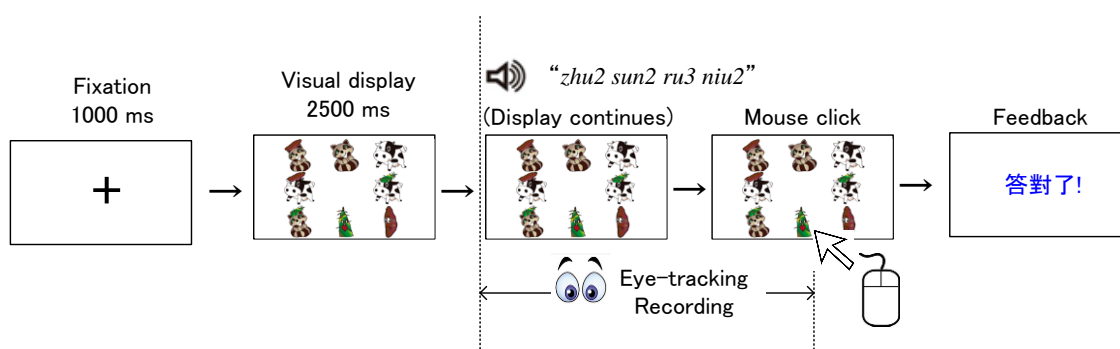 Fixation
1000 ms
Visual display
2500 ms
“zhu2 sun2 ru3 niu2”
(Display continues)
Mouse click
Feedback
+
答對了!
Eye-tracking
Recording